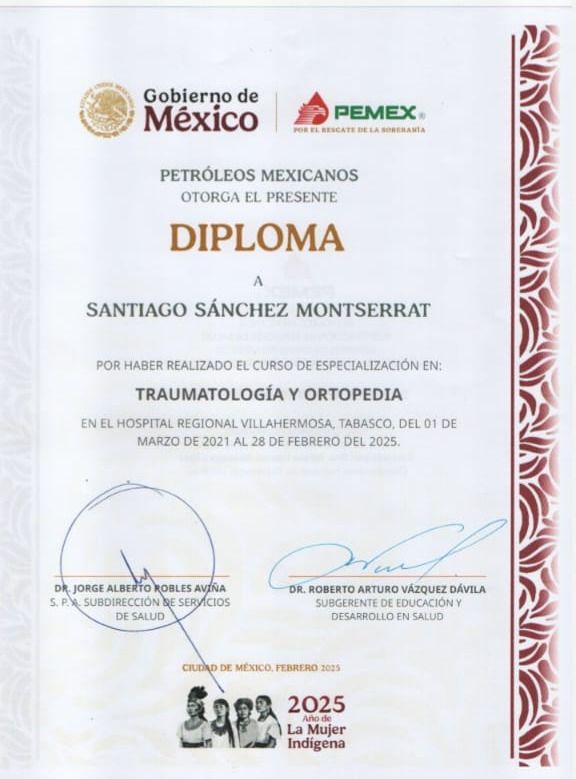 Gobierno de
México
PEMEX®
POR EL RESCATE DE LA SOBERANÍA
PETRÓLEOS MEXICANOS
OTORGA EL PRESENTE
DIPLOMA
A
SANTIAGO SÁNCHEZ MONTSERRAT
POR HABER REALIZADO EL CURSO DE ESPECIALIZACIÓN EN:
TRAUMATOLOGÍA Y ORTOPEDIA
EN EL HOSPITAL REGIONAL VILLAHERMOSA, TABASCO, DEL 01 DE
MARZO DE 2021 AL 28 DE FEBRERO DEL 2025.
DR. JORGE ALBERTO ROBLES AVIÑA
S. P. A. SUBDIRECCIÓN DE SERVICIOS
DE SALUD
DR. ROBERTO ARTURO VÁZQUEZ DÁVILA
SUBGERENTE DE EDUCACIÓN Y
DESARROLLO EN SALUD
CIUDAD DE MÉXICO, FEBRERO 2025
2025
Año de
La Mujer
Indígena